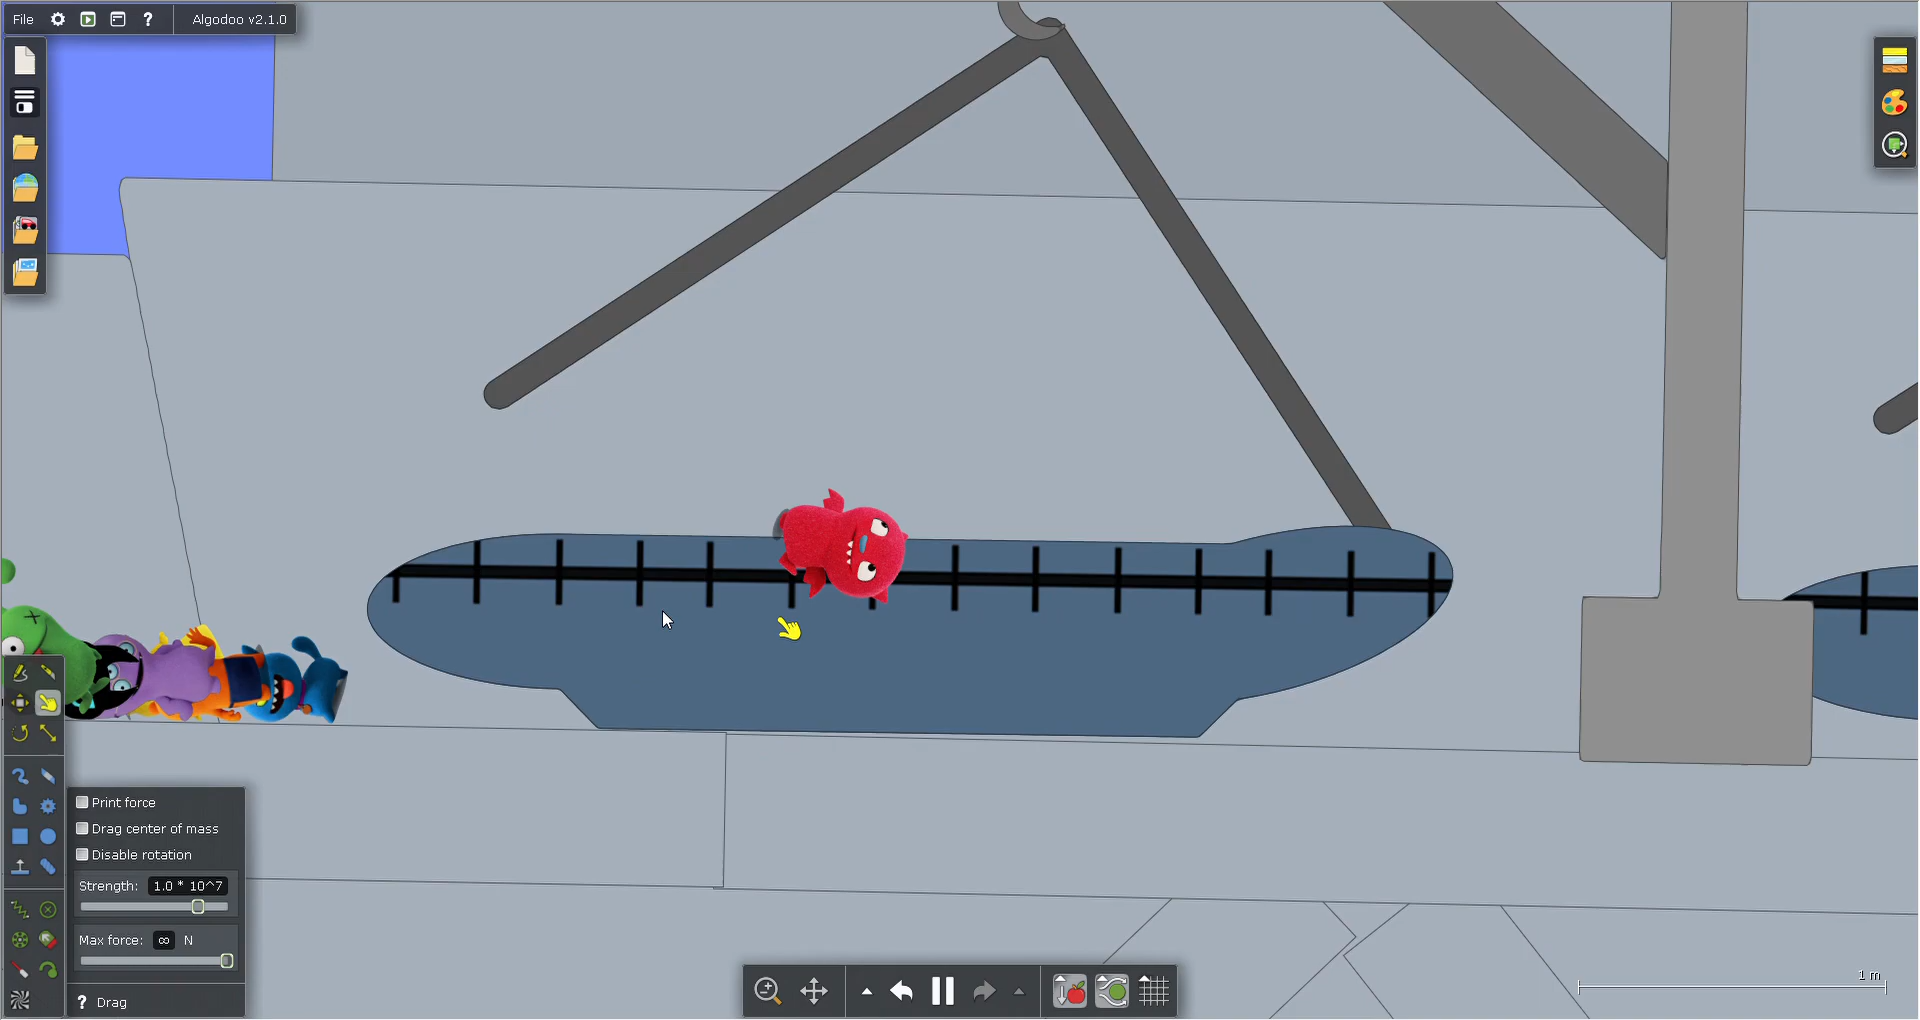 File ? Algodoo v2.1.0
Print force
Drag center of mass
Disable rotation
Strength: 1.0 * 10^7
Max force: ∞ N
? Drag
1 m